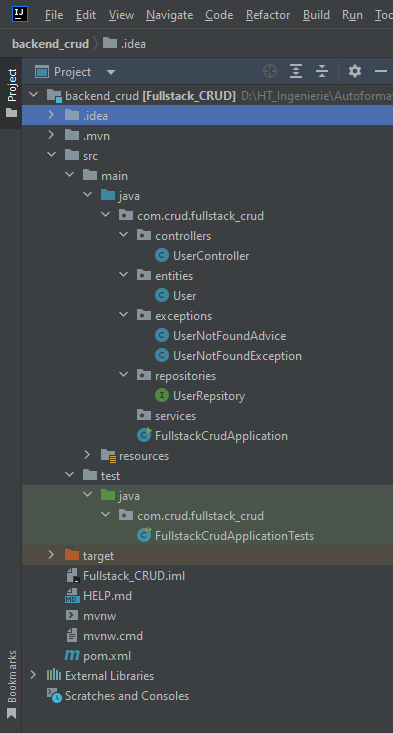 IJ File Edit View Navigate Code Refactor Build Run Too
backend_crud .idea
Project
Project
backend_crud [Fullstack_CRUD] D:\HT_Ingenierie\Autoformat
.idea
.mvn
src
main
java
com.crud.fullstack_crud
controllers
UserController
entities
User
exceptions
UserNotFoundAdvice
UserNotFoundException
repositories
UserRepsitory
services
FullstackCrudApplication
resources
test
java
com.crud.fullstack_crud
FullstackCrudApplicationTests
target
Fullstack_CRUD.iml
HELP.md
mvnw
mvnw.cmd
pom.xml
External Libraries
Scratches and Consoles
Bookmarks